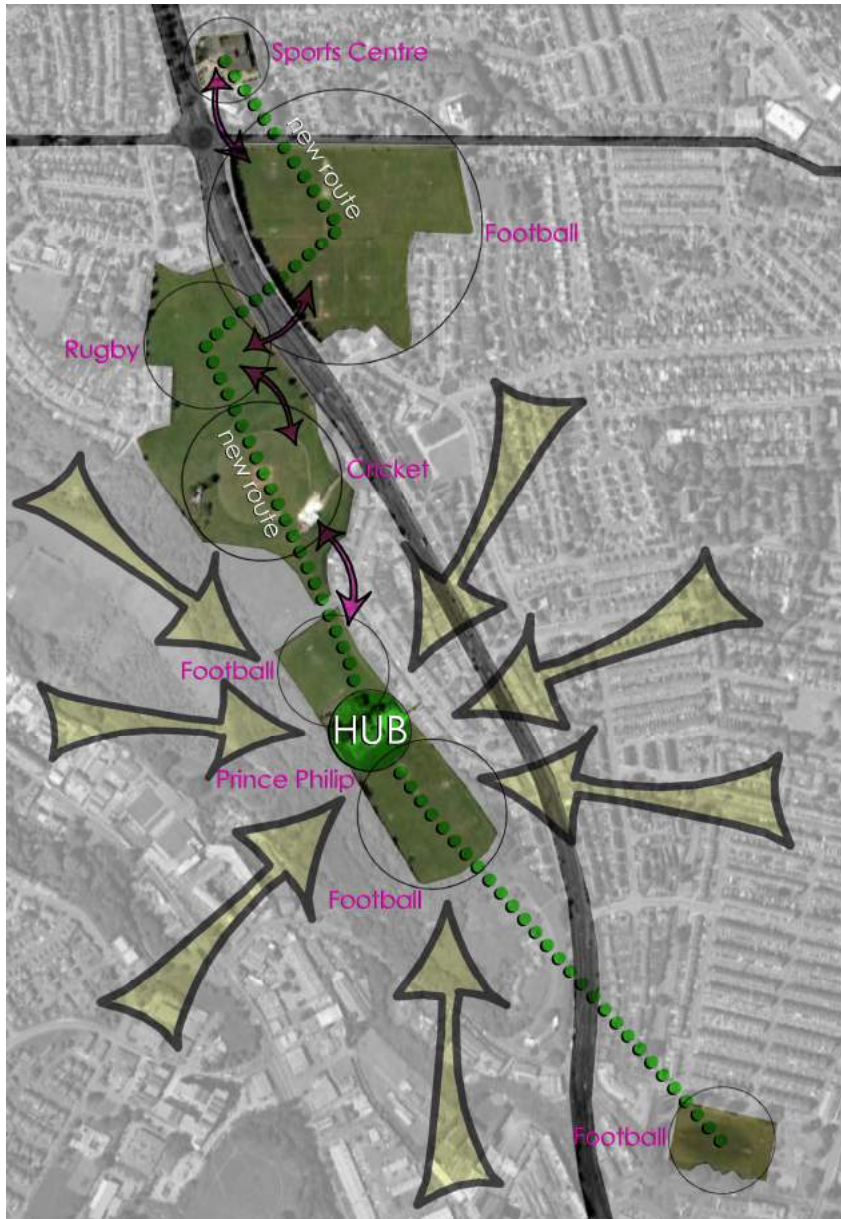 Sports Centre
new route
Football
Rugby
Cricket
new route
Football
HUB
Prince Philip
Football
Football